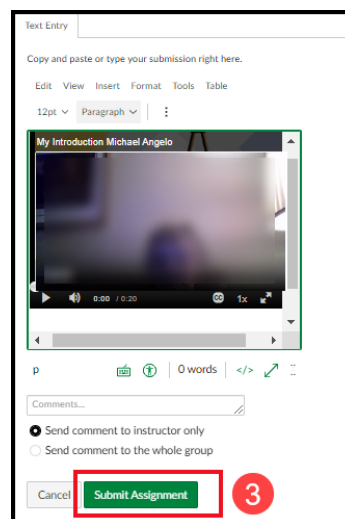 Text Entry
Copy and paste or type your submission right here.
Edit View Insert Format Tools Table
12pt Paragraph
My Introduction Michael Angelo
0:00 / 0:20 CC 1x
p 0 words </>
Comments...
Send comment to instructor only
Send comment to the whole group
Cancel Submit Assignment 3